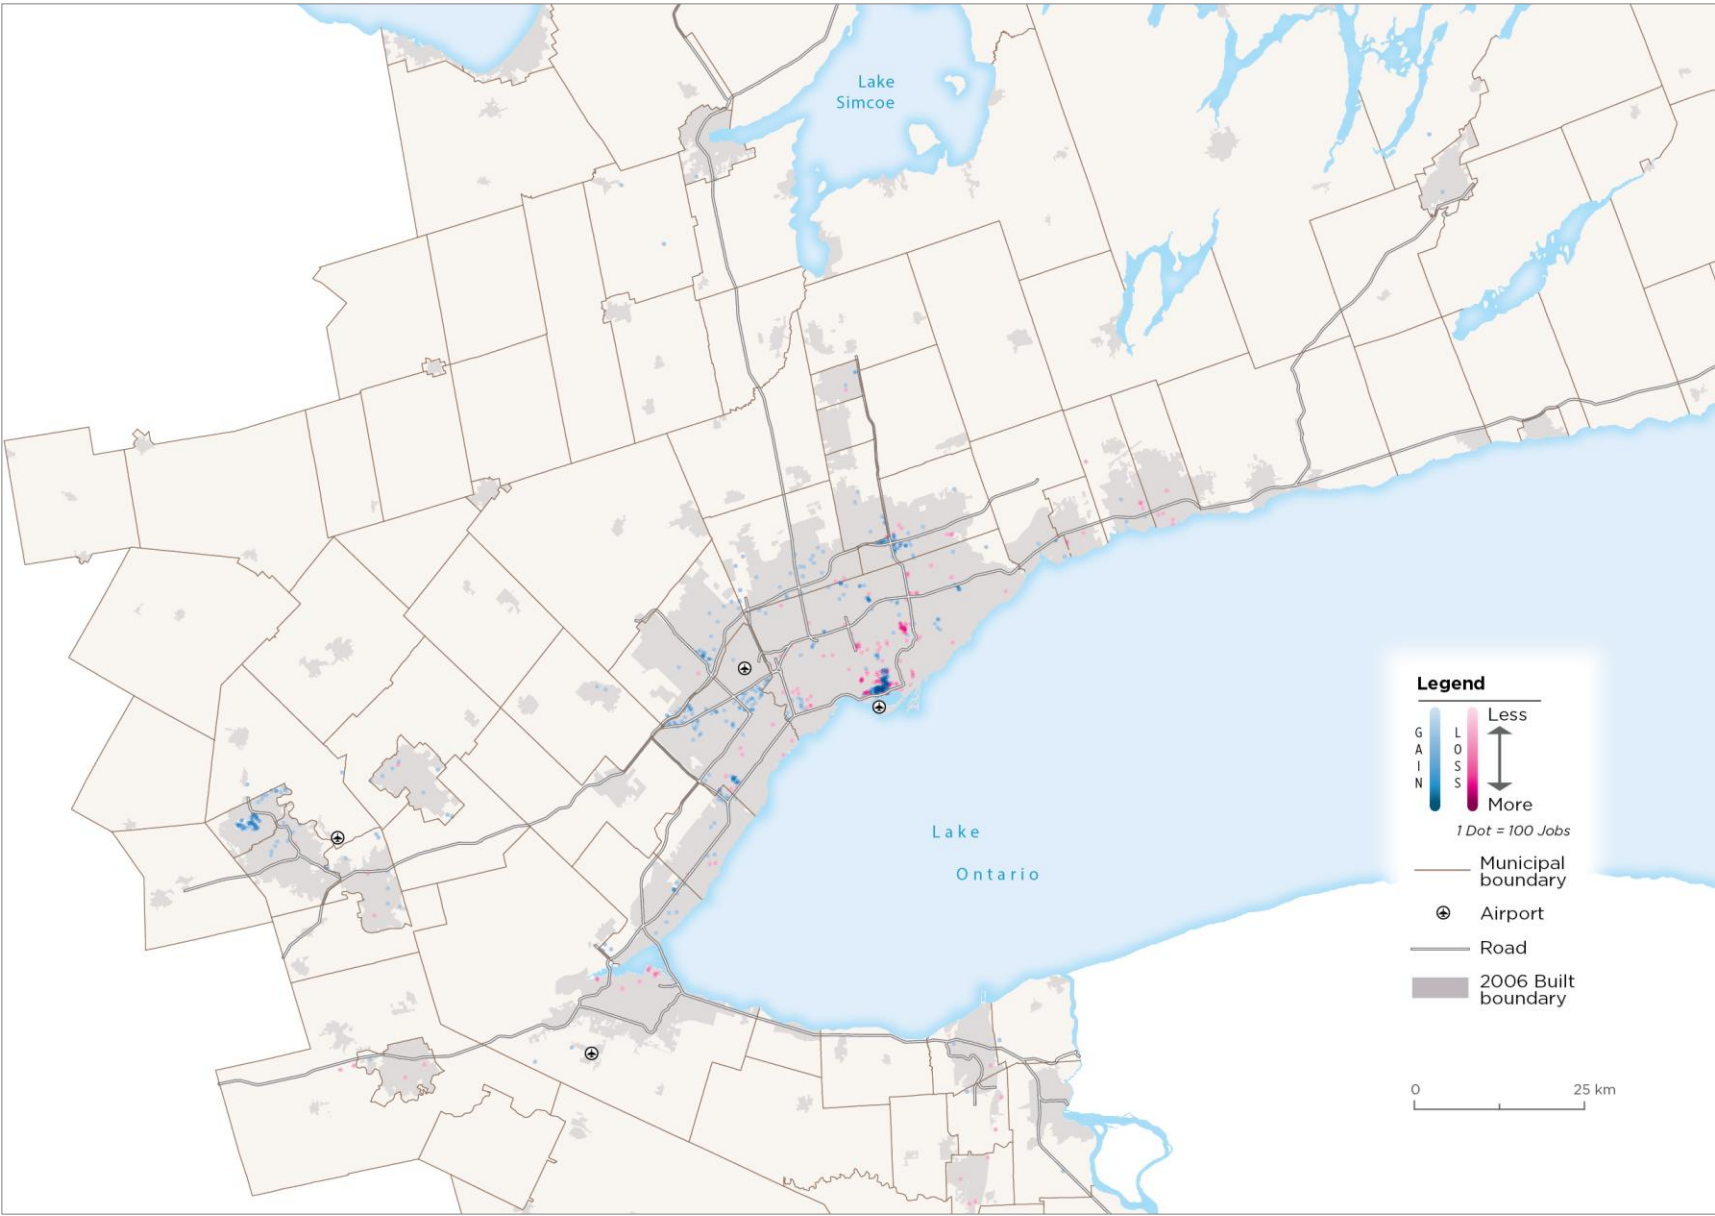 Lake
Simcoe
Lake
Ontario
Legend
GAIN
LOSS
Less
More
1 Dot = 100 Jobs
Municipal
boundary
Airport
Road
2006 Built
boundary
0 25 km